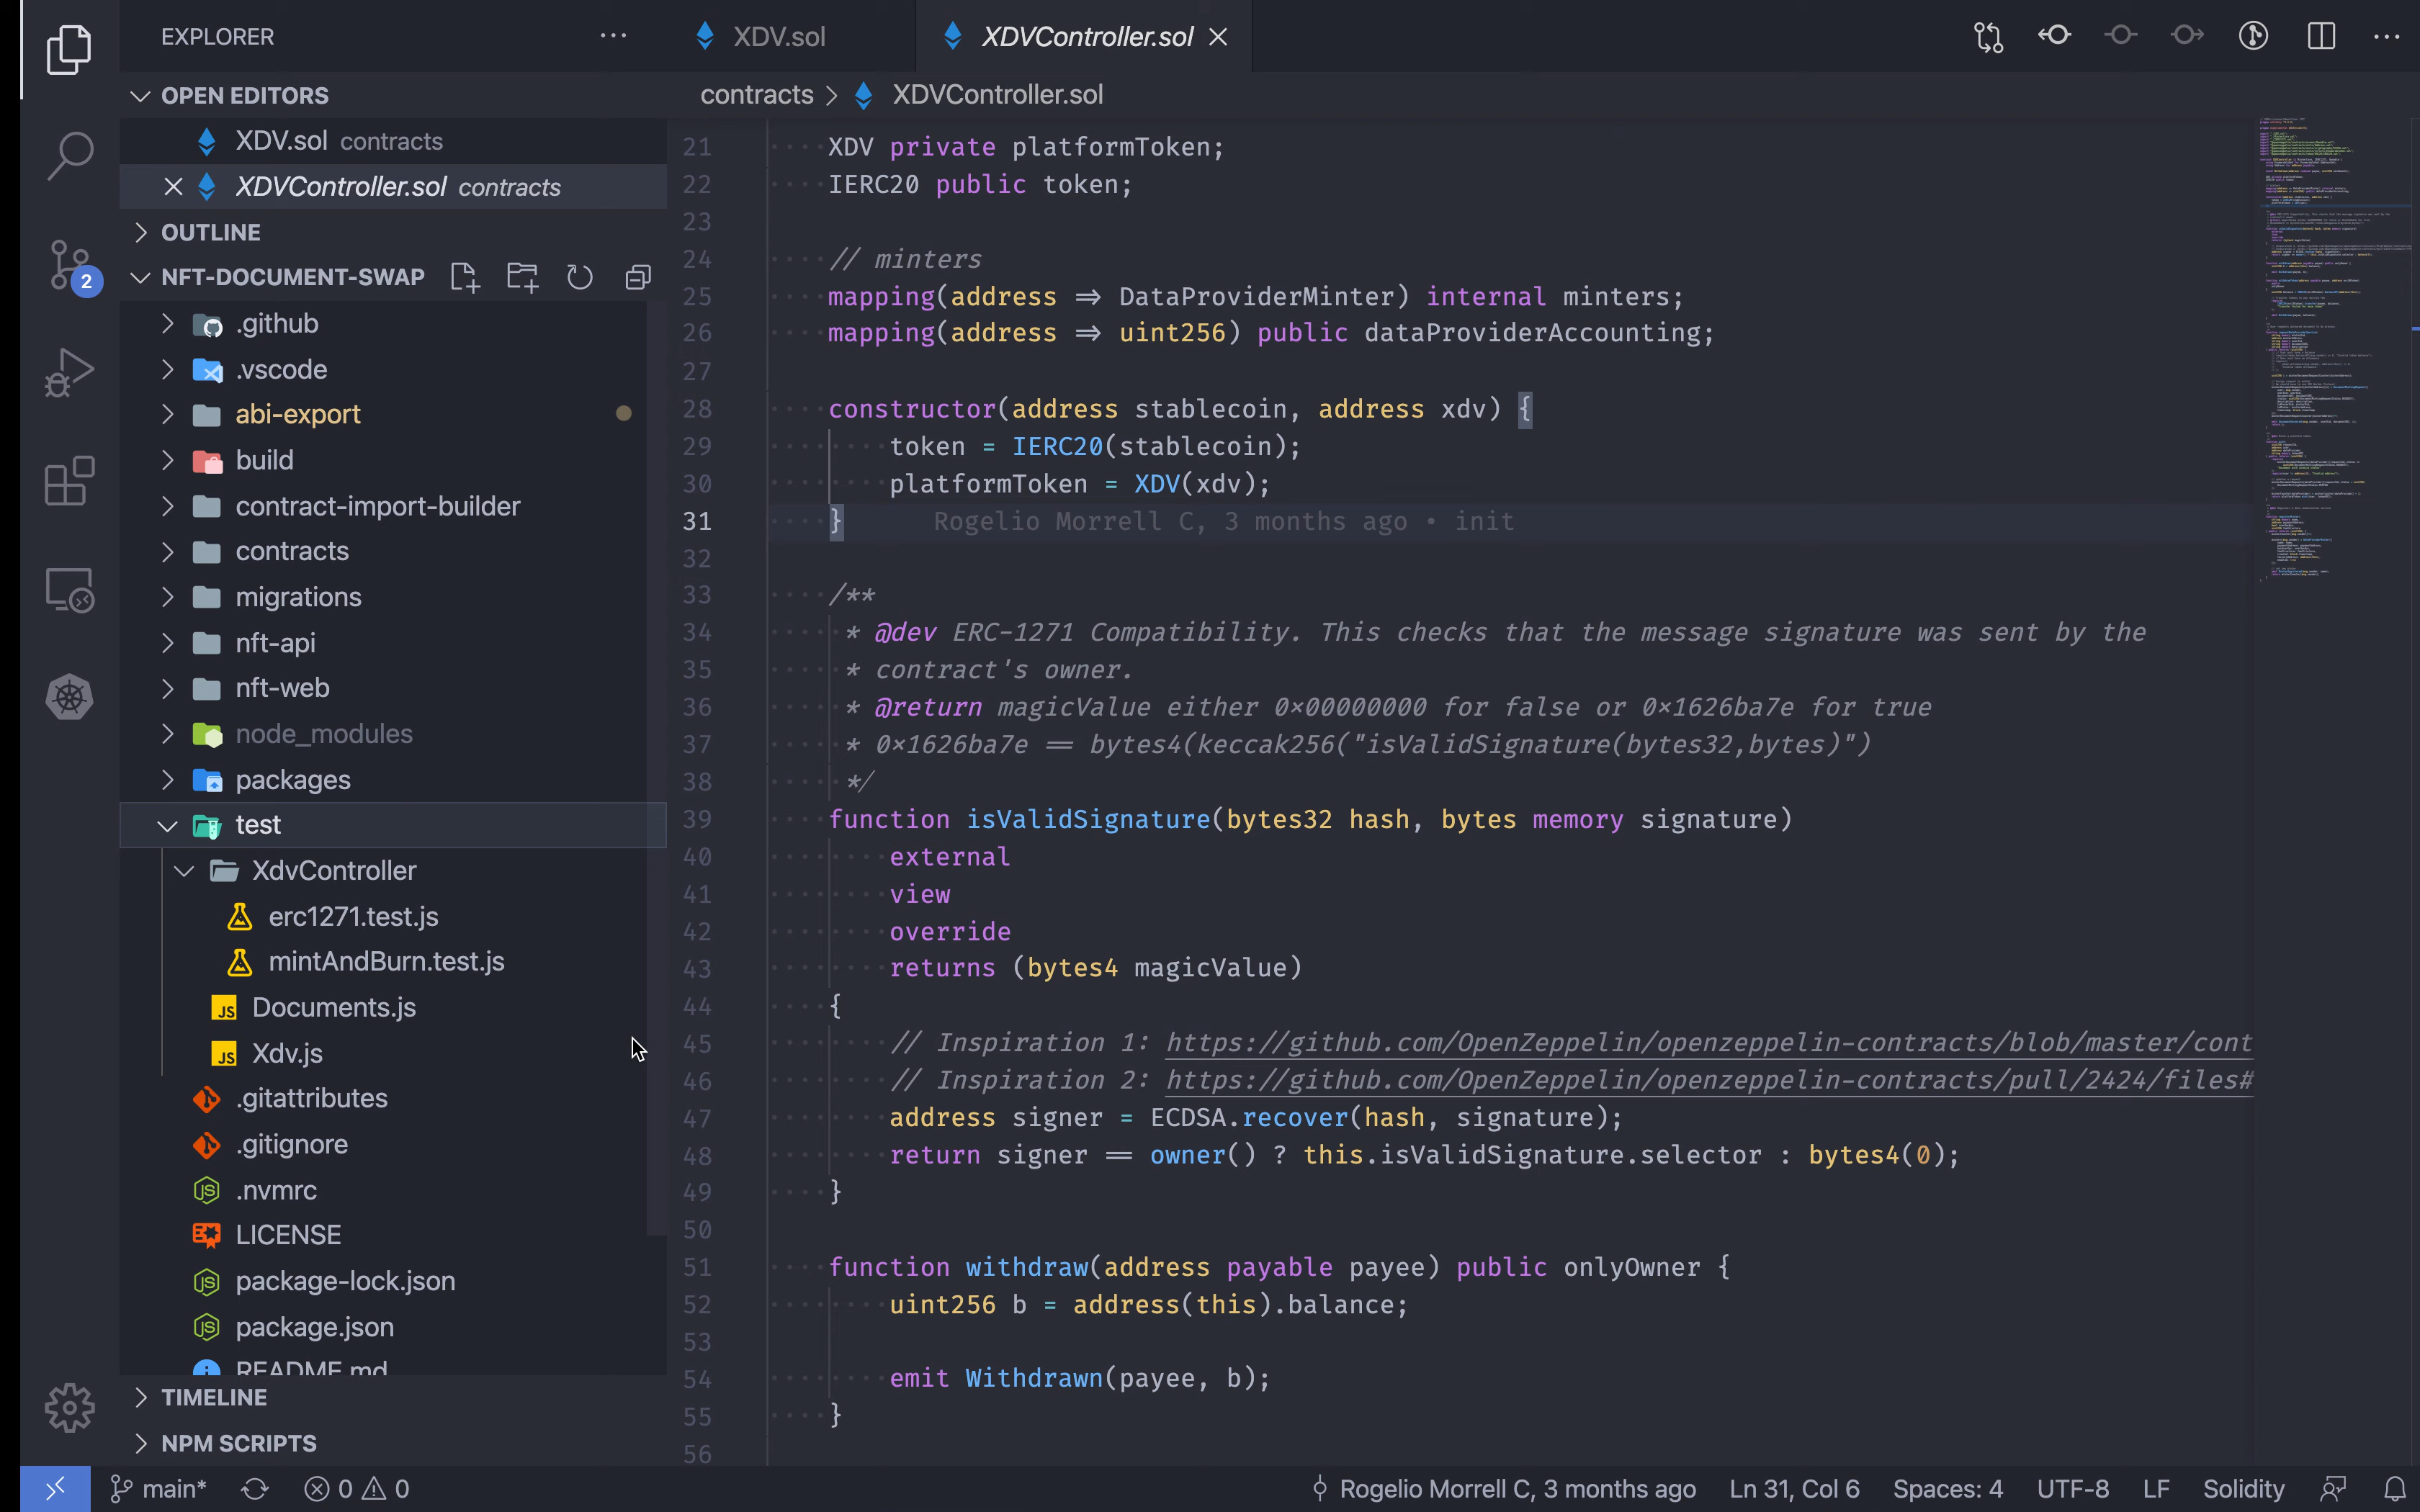 EXPLORER
XDV.sol
XDVController.sol
OPEN EDITORS
XDV.sol contracts
XDVController.sol contracts
OUTLINE
NFT-DOCUMENT-SWAP
.github
.vscode
abi-export
build
contract-import-builder
contracts
migrations
nft-api
nft-web
node_modules
packages
test
XdvController
erc1271.test.js
mintAndBurn.test.js
Documents.js
Xdv.js
.gitattributes
.gitignore
.nvmrc
LICENSE
package-lock.json
package.json
README.md
TIMELINE
NPM SCRIPTS
2
contracts > XDVController.sol
21 XDV private platformToken;
22 IERC20 public token;
23
24 // minters
25 mapping(address => DataProviderMinter) internal minters;
26 mapping(address => uint256) public dataProviderAccounting;
27
28 constructor(address stablecoin, address xdv) {
29 token = IERC20(stablecoin);
30 platformToken = XDV(xdv);
31 } Rogelio Morrell C, 3 months ago • init
32
33 /**
34 * @dev ERC-1271 Compatibility. This checks that the message signature was sent by the
35 * contract's owner.
36 * @return magicValue either 0x00000000 for false or 0x1626ba7e for true
37 * 0x1626ba7e == bytes4(keccak256("isValidSignature(bytes32,bytes)")
38 */
39 function isValidSignature(bytes32 hash, bytes memory signature)
40 external
41 view
42 override
43 returns (bytes4 magicValue)
44 {
45 // Inspiration 1: https://github.com/OpenZeppelin/openzeppelin-contracts/blob/master/cont
46 // Inspiration 2: https://github.com/OpenZeppelin/openzeppelin-contracts/pull/2424/files#
47 address signer = ECDSA.recover(hash, signature);
48 return signer == owner() ? this.isValidSignature.selector : bytes4(0);
49 }
50
51 function withdraw(address payable payee) public onlyOwner {
52 uint256 b = address(this).balance;
53
54 emit Withdrawn(payee, b);
55 }
56
main* 0 0 Rogelio Morrell C, 3 months ago Ln 31, Col 6 Spaces: 4 UTF-8 LF Solidity